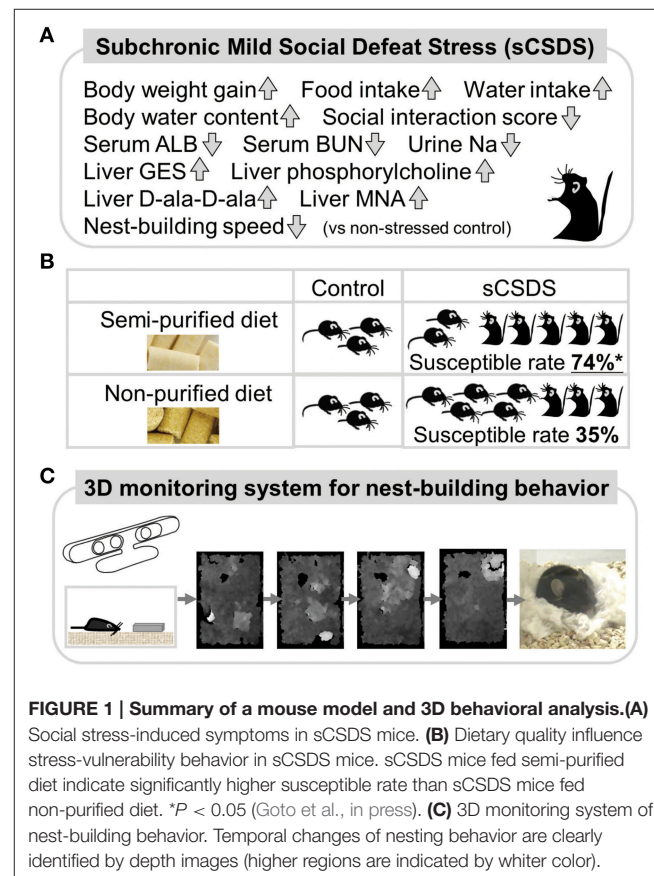 A
Subchronic Mild Social Defeat Stress (sCSDS)
Body weight gain⇧ Food intake⇧ Water intake⇧
Body water content⇧ Social interaction score⇩
Serum ALB⇩ Serum BUN⇩ Urine Na⇩
Liver GES⇧ Liver phosphorylcholine⇧
Liver D-ala-D-ala⇧ Liver MNA⇧
Nest-building speed⇩ (vs non-stressed control)
B
Control sCSDS
Semi-purified diet
Susceptible rate 74%*
Non-purified diet
Susceptible rate 35%
C
3D monitoring system for nest-building behavior
FIGURE 1 | Summary of a mouse model and 3D behavioral analysis.(A)
Social stress-induced symptoms in sCSDS mice. (B) Dietary quality influence
stress-vulnerability behavior in sCSDS mice. sCSDS mice fed semi-purified
diet indicate significantly higher susceptible rate than sCSDS mice fed
non-purified diet. *P < 0.05 (Goto et al., in press). (C) 3D monitoring system of
nest-building behavior. Temporal changes of nesting behavior are clearly
identified by depth images (higher regions are indicated by whiter color).